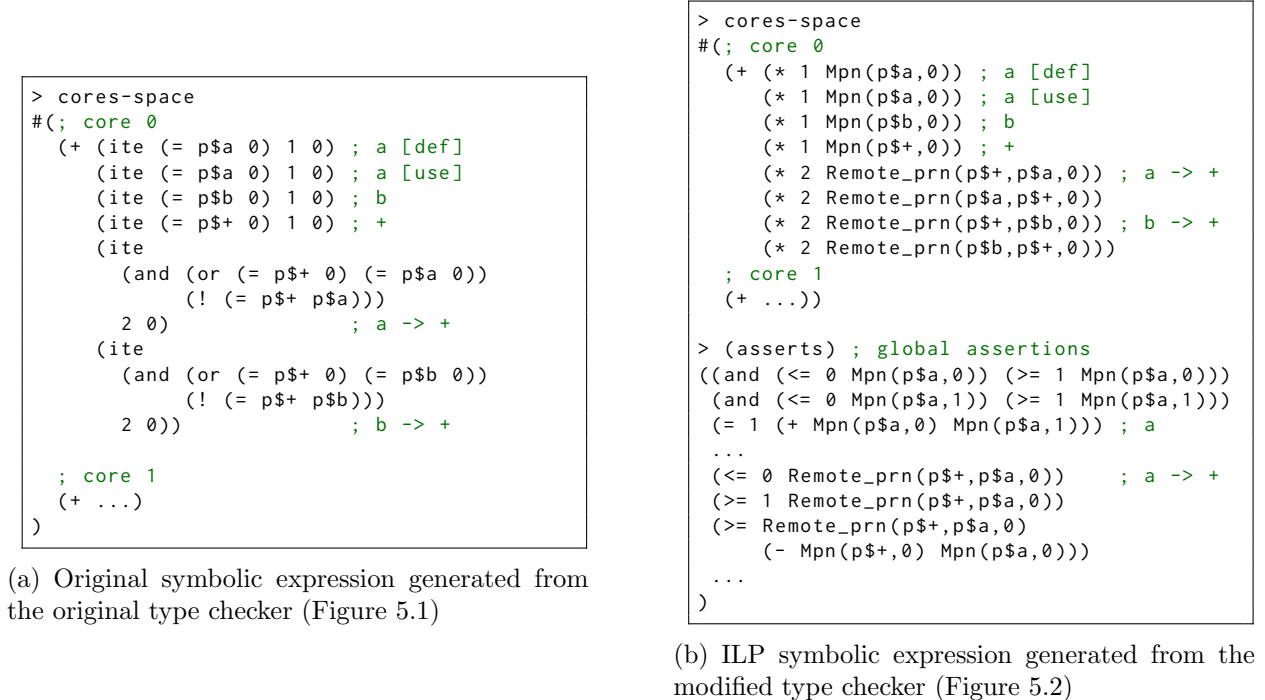 > cores-space
#(; core 0
  (+ (ite (= p$a 0) 1 0) ; a [def]
     (ite (= p$a 0) 1 0) ; a [use]
     (ite (= p$b 0) 1 0) ; b
     (ite (= p$+ 0) 1 0) ; +
     (ite
       (and (or (= p$+ 0) (= p$a 0))
            (! (= p$+ p$a)))
       2 0)                ; a -> +
     (ite
       (and (or (= p$+ 0) (= p$b 0))
            (! (= p$+ p$b)))
       2 0))               ; b -> +
  ; core 1
  (+ ...)
)
(a) Original symbolic expression generated from
the original type checker (Figure 5.1)
> cores-space
#(; core 0
  (+ (* 1 Mpn(p$a,0)) ; a [def]
     (* 1 Mpn(p$a,0)) ; a [use]
     (* 1 Mpn(p$b,0)) ; b
     (* 1 Mpn(p$+,0)) ; +
     (* 2 Remote_prn(p$+,p$a,0)) ; a -> +
     (* 2 Remote_prn(p$a,p$+,0))
     (* 2 Remote_prn(p$+,p$b,0)) ; b -> +
     (* 2 Remote_prn(p$b,p$+,0)))
  ; core 1
  (+ ...))
> (asserts) ; global assertions
((and (<= 0 Mpn(p$a,0)) (>= 1 Mpn(p$a,0)))
 (and (<= 0 Mpn(p$a,1)) (>= 1 Mpn(p$a,1)))
 (= 1 (+ Mpn(p$a,0) Mpn(p$a,1))) ; a
 ...
 (<= 0 Remote_prn(p$+,p$a,0))    ; a -> +
 (>= 1 Remote_prn(p$+,p$a,0))
 (>= Remote_prn(p$+,p$a,0)
     (- Mpn(p$+,0) Mpn(p$a,0)))
 ...
)
(b) ILP symbolic expression generated from the
modified type checker (Figure 5.2)